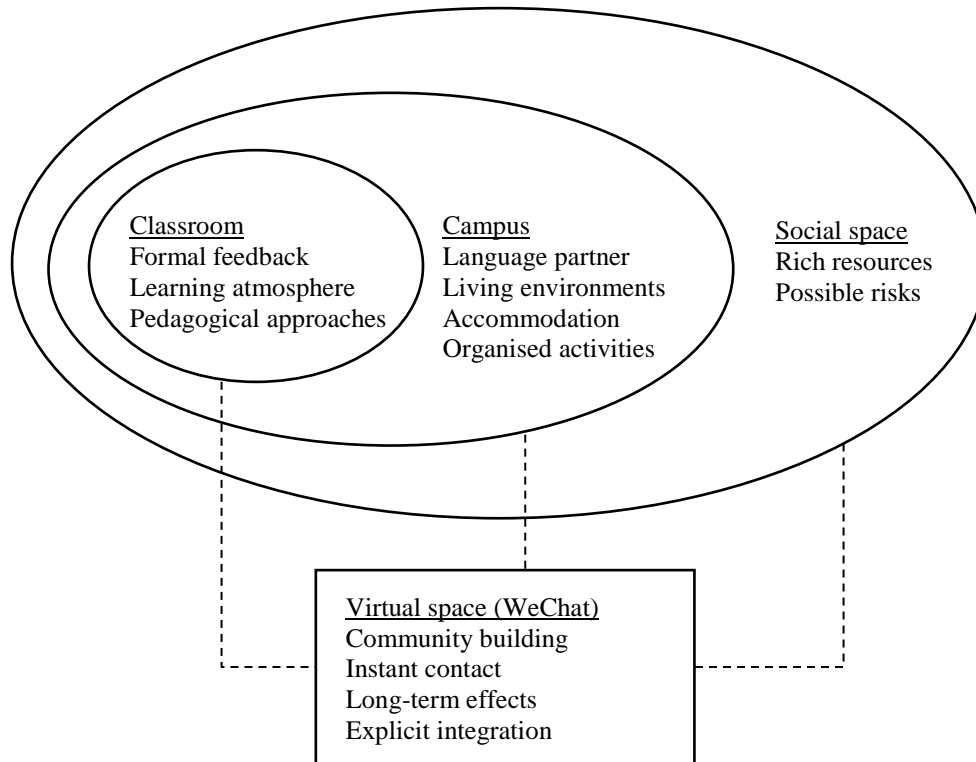 Classroom
Formal feedback
Learning atmosphere
Pedagogical approaches
Campus
Language partner
Living environments
Accommodation
Organised activities
Social space
Rich resources
Possible risks
Virtual space (WeChat)
Community building
Instant contact
Long-term effects
Explicit integration